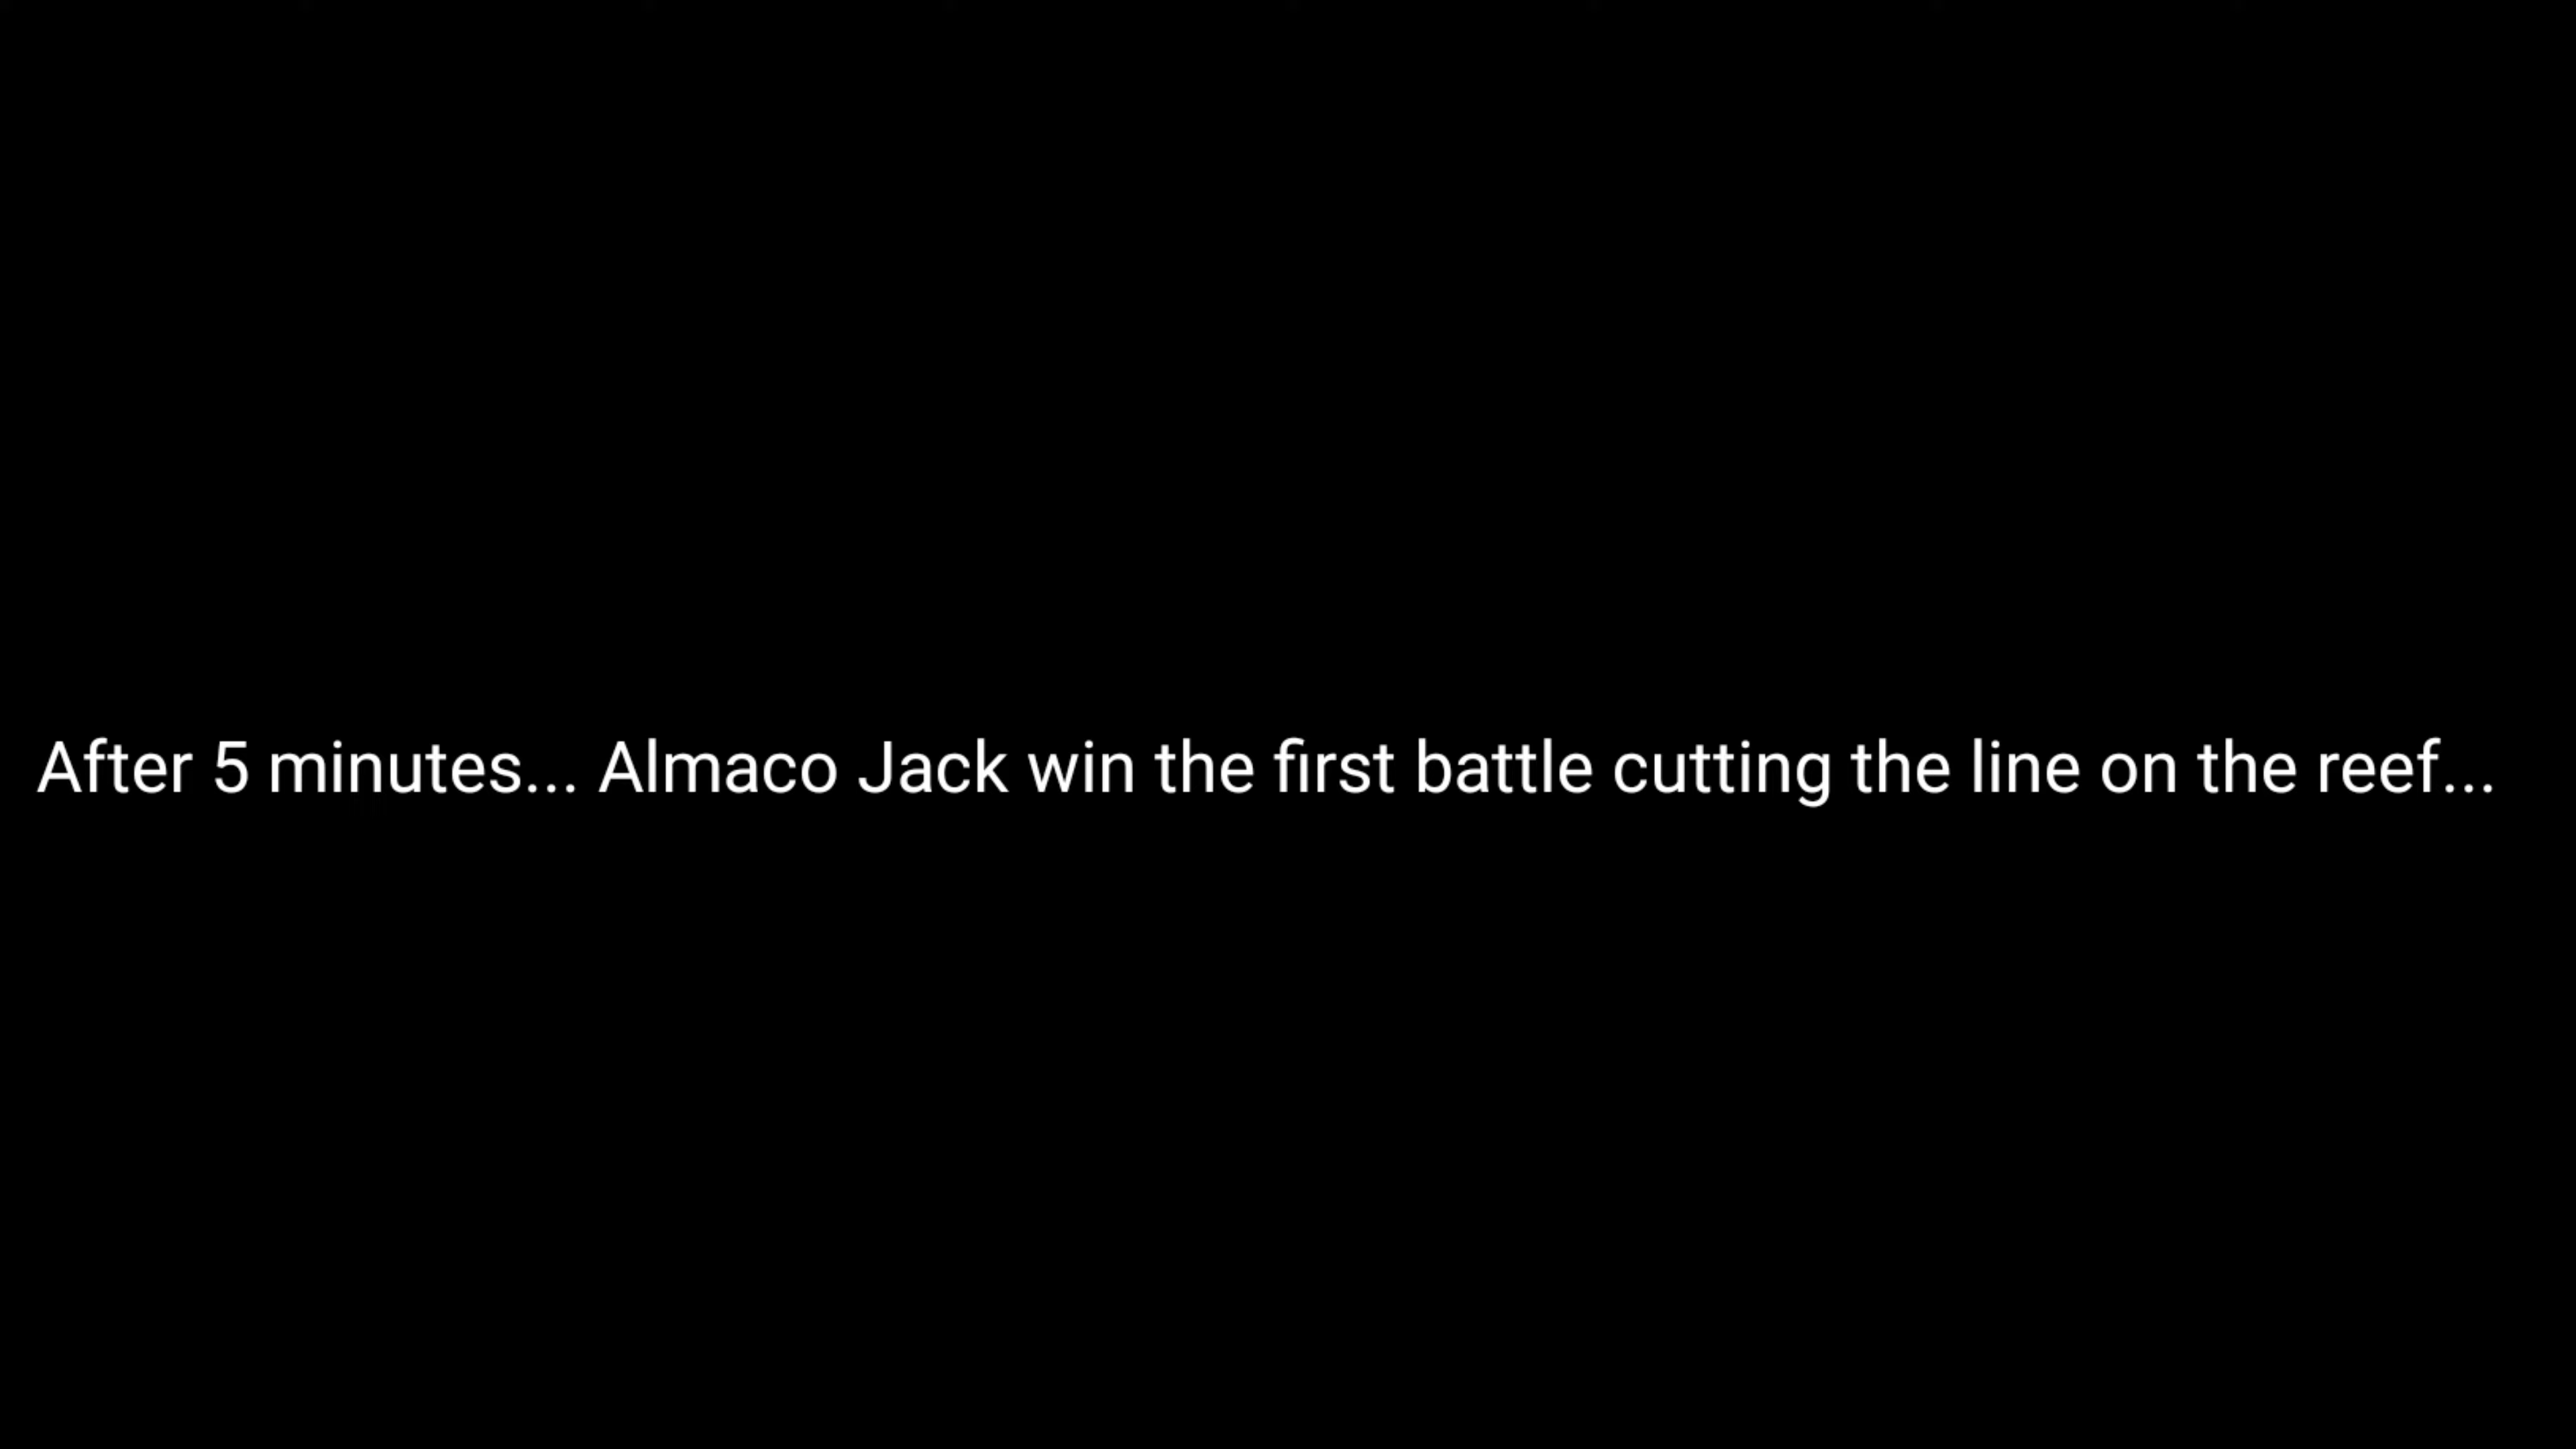 After 5 minutes... Almaco Jack win the first battle cutting the line on the reef...